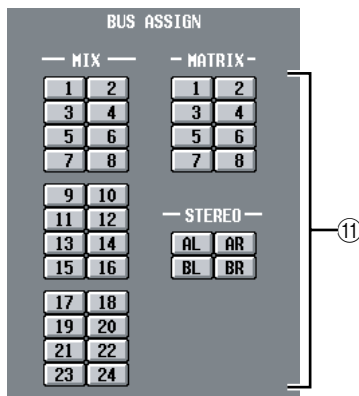 BUS ASSIGN
MIX
1 2
3 4
5 6
7 8
9 10
11 12
13 14
15 16
17 18
19 20
21 22
23 24
MATRIX
1 2
3 4
5 6
7 8
STEREO
AL AR
BL BR
⑪